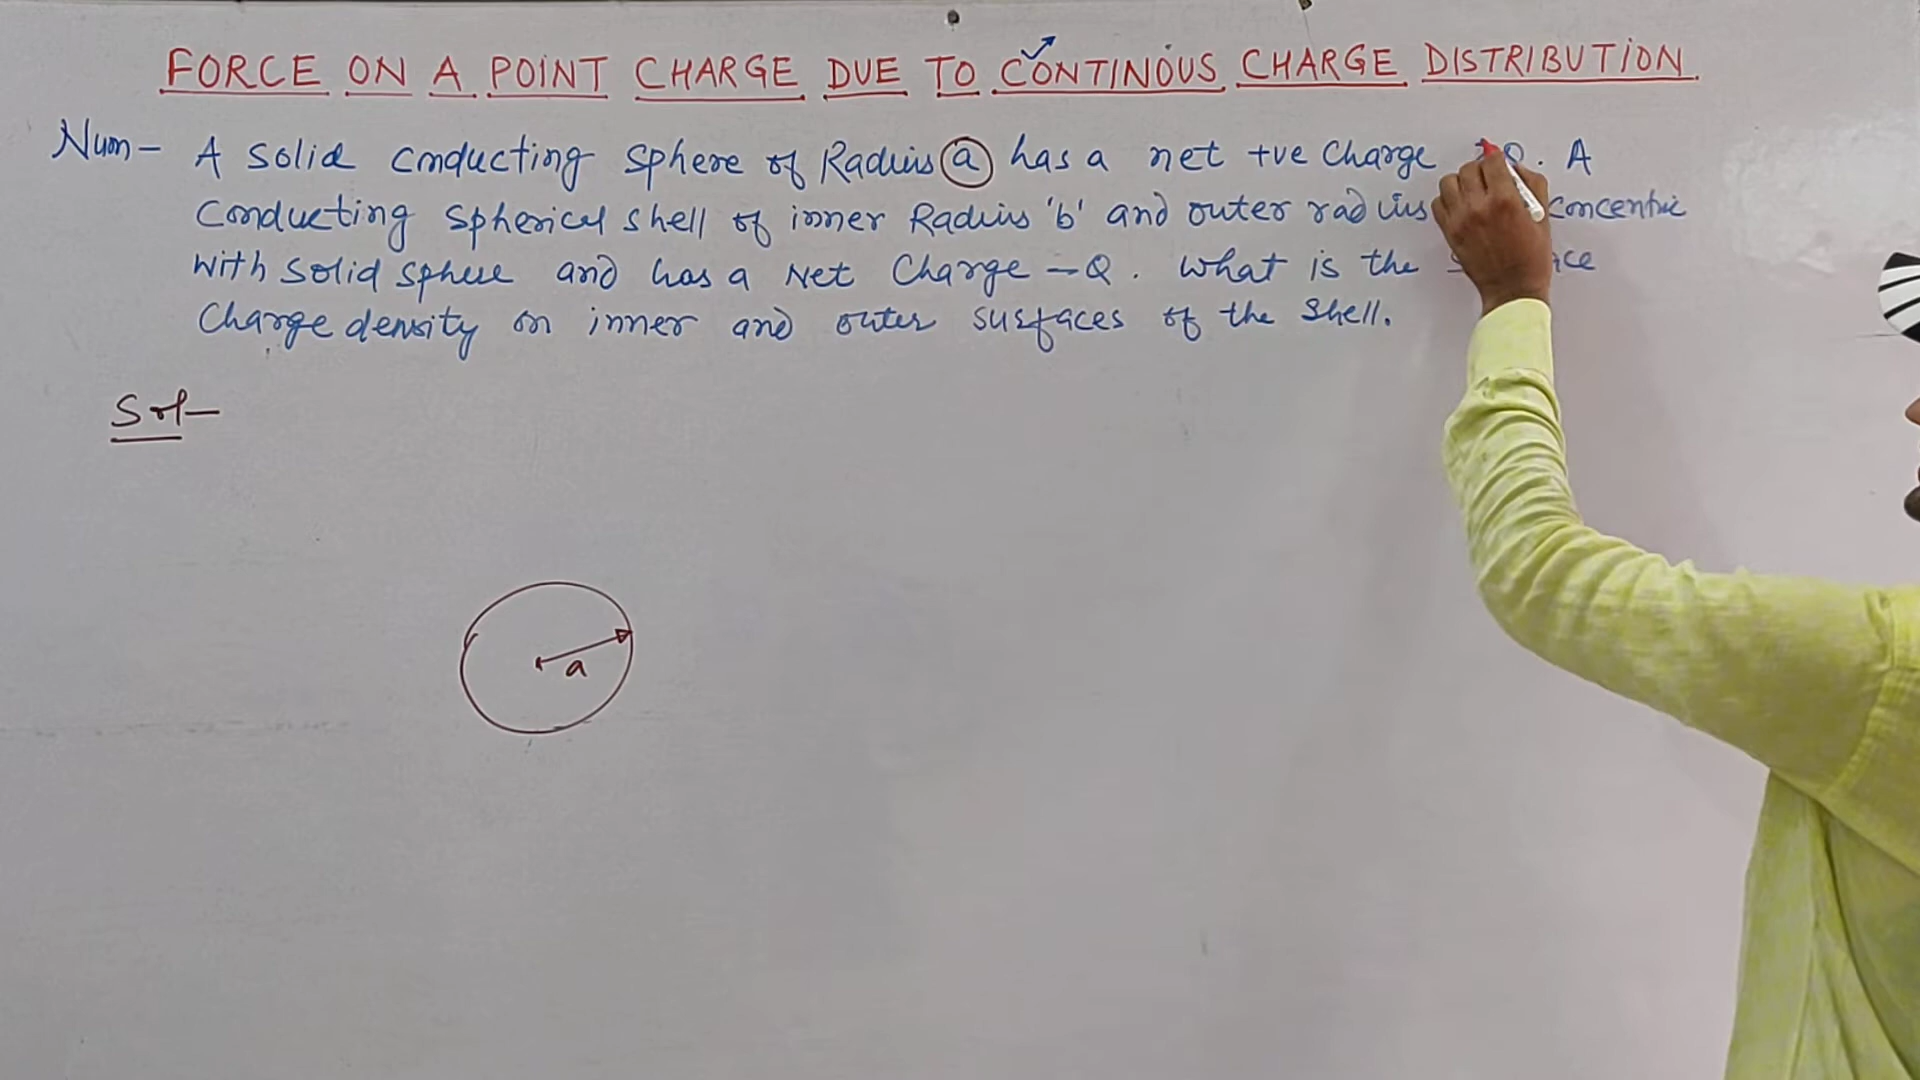 FORCE ON A POINT CHARGE DUE TO CONTINOUS CHARGE DISTRIBUTION
Num - A solid conducting sphere of Radius a has a net +ve charge Q. A
conducting spherical shell of inner Radius 'b' and outer radius concentric
with solid sphere and has a Net Charge -Q. What is the
Charge density on inner and outer surfaces of the shell.
Sol -
a